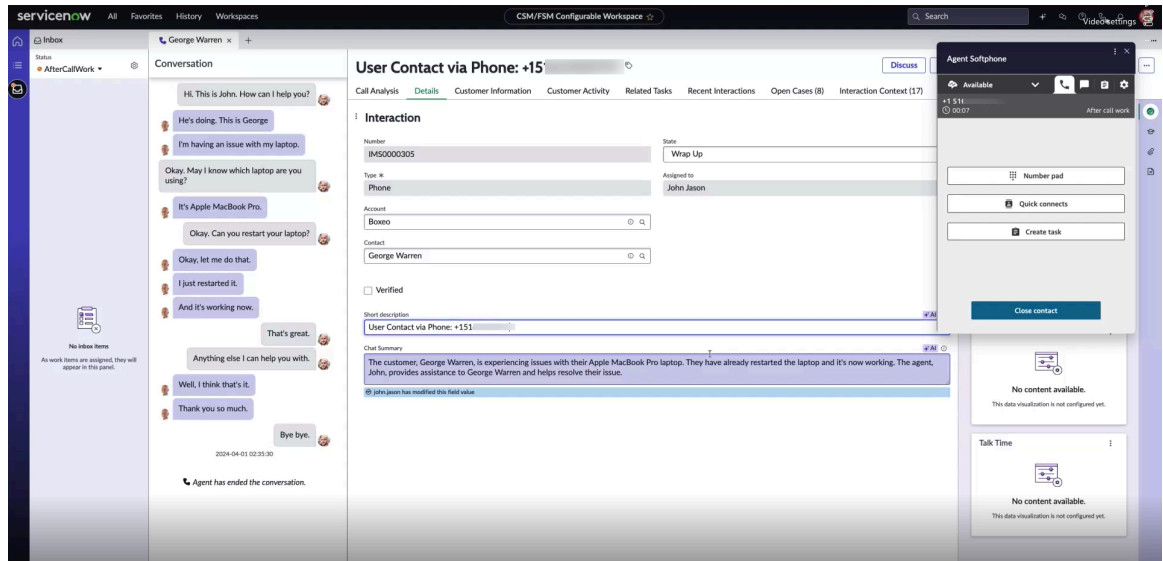 servicenow All Favorites History Workspaces CSM/FSM Configurable Workspace Search Video settings
Inbox
George Warren × +
Status
AfterCallWork
No inbox items
As work items are assigned, they will
appear in this panel.
Conversation
Hi. This is John. How can I help you?
He's doing. This is George
I'm having an issue with my laptop.
Okay. May I know which laptop are you
using?
It's Apple MacBook Pro.
Okay. Can you restart your laptop?
Okay, let me do that.
I just restarted it.
And it's working now.
That's great.
Anything else I can help you with.
Well, I think that's it.
Thank you so much.
Bye bye.
2024-04-01 02:35:30
Agent has ended the conversation.
User Contact via Phone: +15
Discuss
Call Analysis Details Customer Information Customer Activity Related Tasks Recent Interactions Open Cases (8) Interaction Context (17)
Interaction
Number
IMS0000305
State
Wrap Up
Type *
Phone
Assigned to
John Jason
Account
Boxeo
Contact
George Warren
Verified
Short description
AI
User Contact via Phone: +151
Chat Summary
AI
The customer, George Warren, is experiencing issues with their Apple MacBook Pro laptop. They have already restarted the laptop and it's now working. The agent,
John, provides assistance to George Warren and helps resolve their issue.
john.jason has modified this field value
Agent Softphone
Available
+1 51
00:07 After call work
Number pad
Quick connects
Create task
Close contact
No content available.
This data visualization is not configured yet.
Talk Time
No content available.
This data visualization is not configured yet.